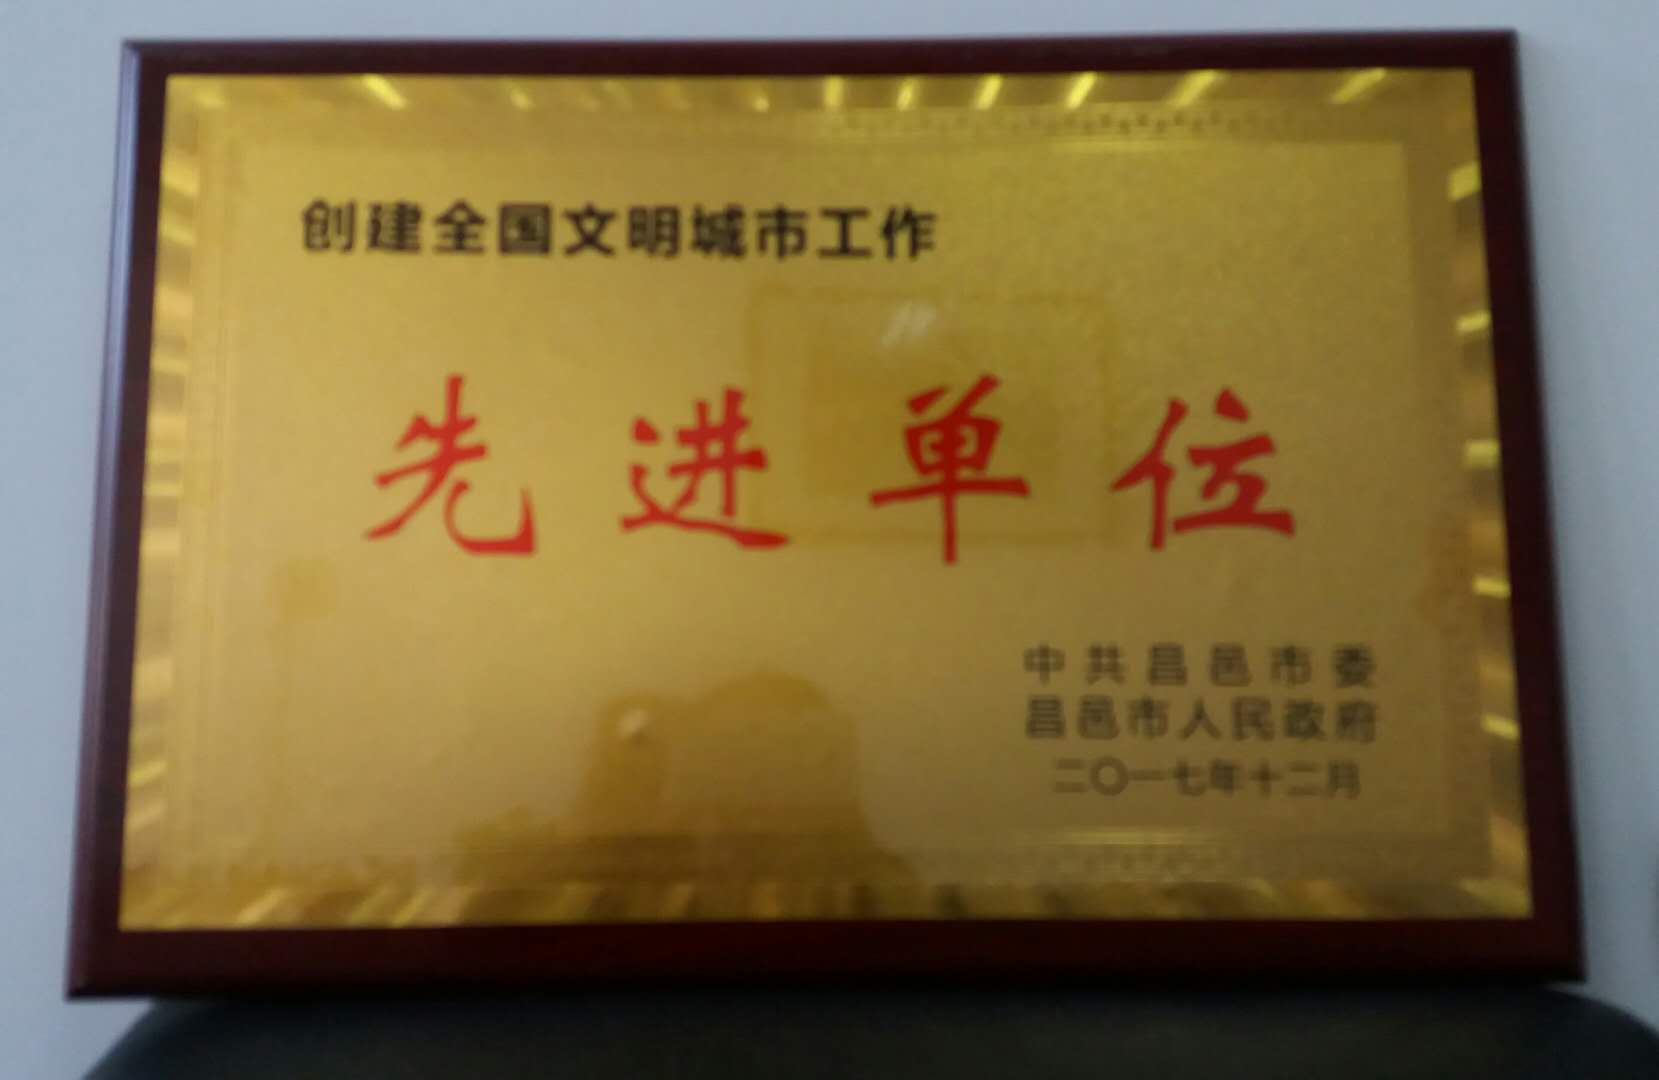 创建全国文明城市工作
先进单位
中共昌邑市委
昌邑市人民政府
二〇一七年十二月